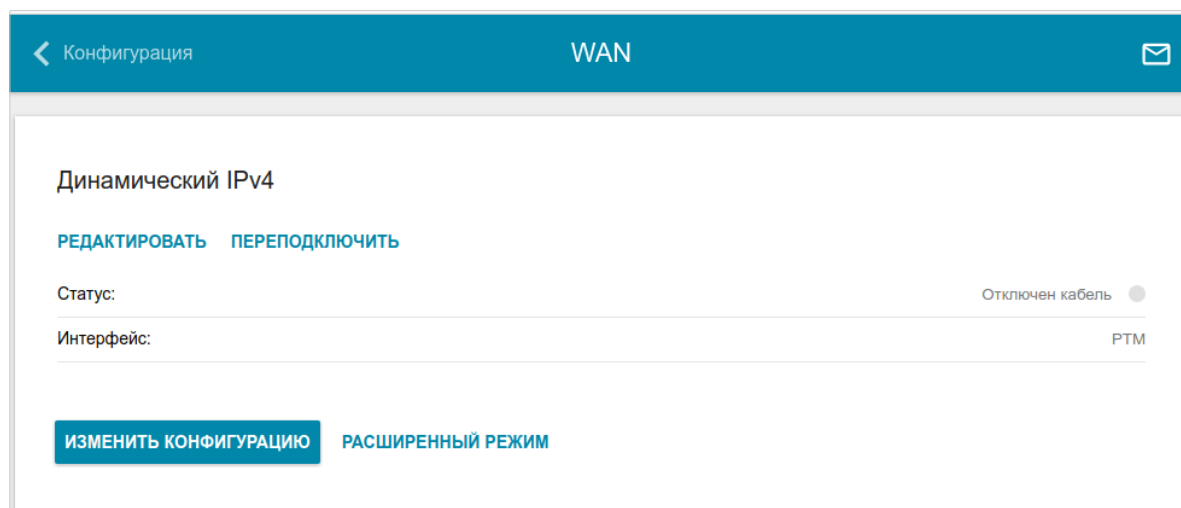 Конфигурация WAN
Динамический IPv4
РЕДАКТИРОВАТЬ ПЕРЕПОДКЛЮЧИТЬ
Статус: Отключен кабель
Интерфейс: PTM
ИЗМЕНИТЬ КОНФИГУРАЦИЮ РАСШИРЕННЫЙ РЕЖИМ